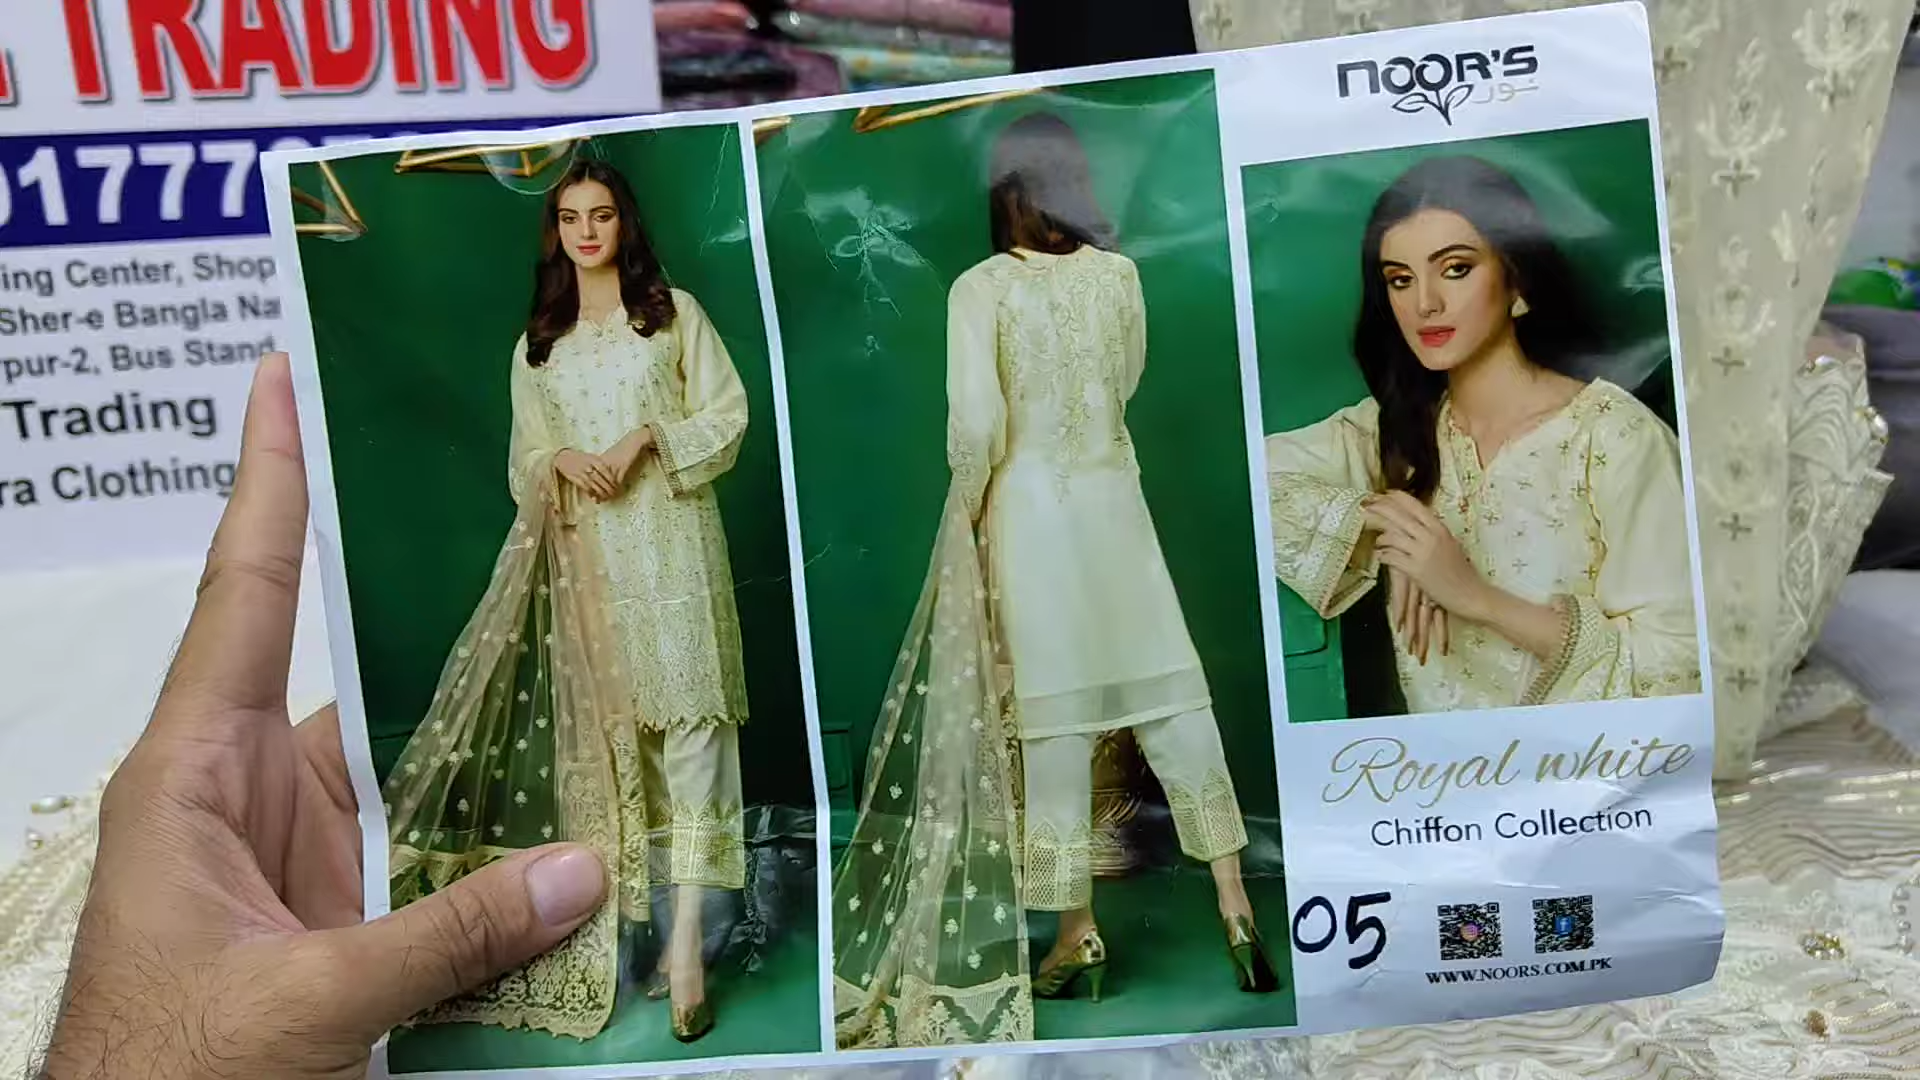 TRADING
01777
ing Center, Shop
Sher-e Bangla Na
rpur-2, Bus Stand
Trading
ra Clothing
NOOR'S
نور
Royal white
Chiffon Collection
05
WWW.NOORS.COM.PK